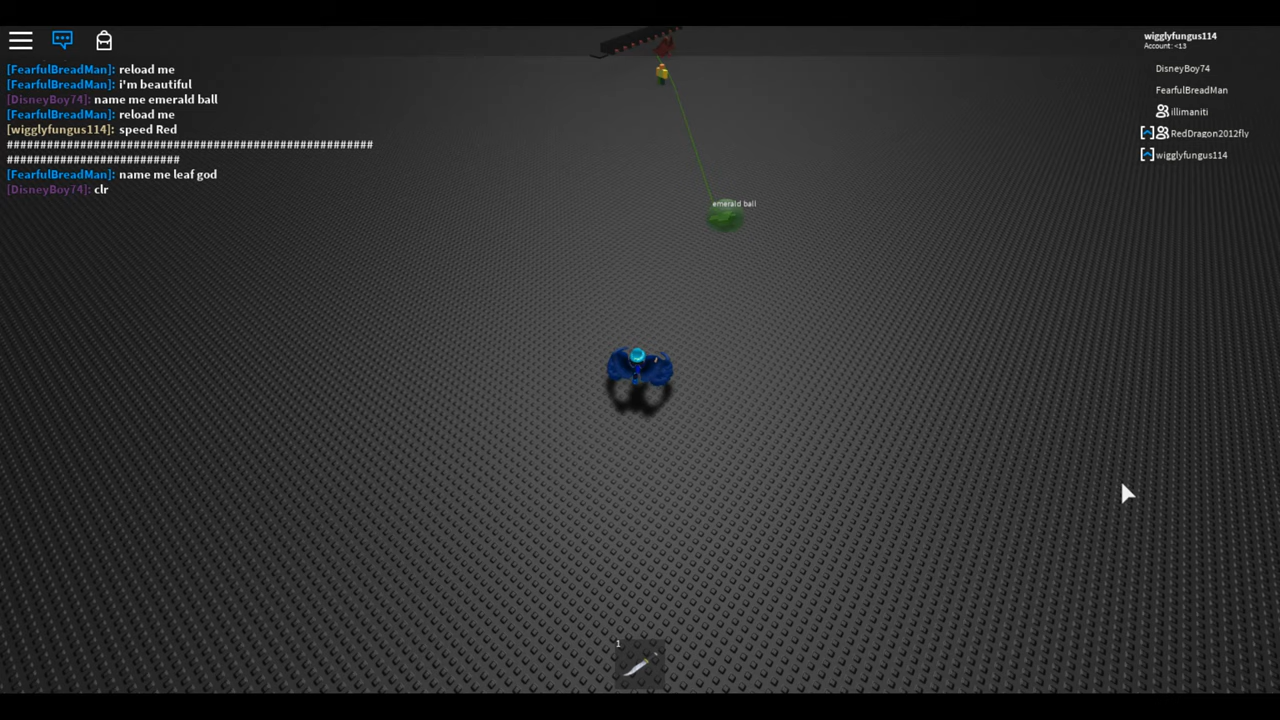 wigglyfungus114
Account: <13
[FearfulBreadMan]: reload me
[FearfulBreadMan]: i'm beautiful
[DisneyBoy74]: name me emerald ball
[FearfulBreadMan]: reload me
[wigglyfungus114]: speed Red
#######################################################
##########################
[FearfulBreadMan]: name me leaf god
[DisneyBoy74]: clr
DisneyBoy74
FearfulBreadMan
illimaniti
RedDragon2012fly
wigglyfungus114
emerald ball
1